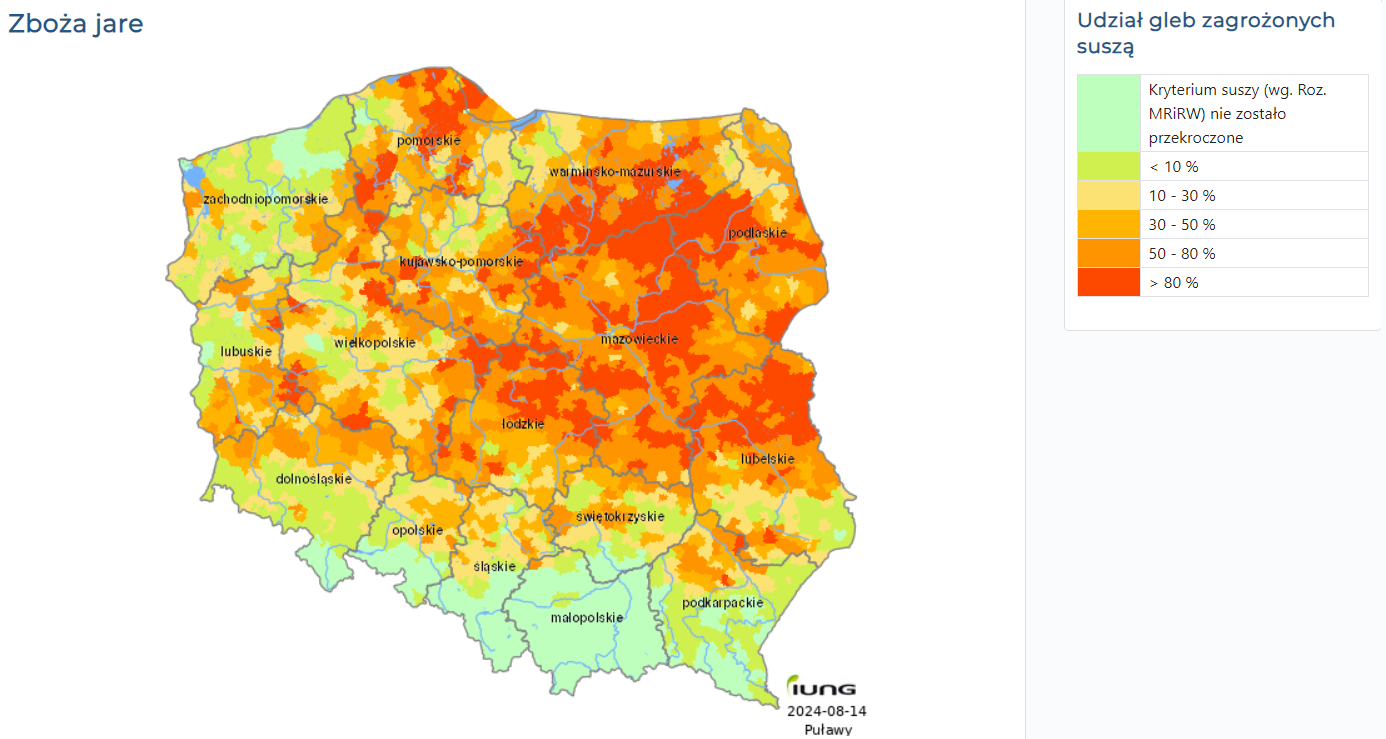 Zboża jare
Udział gleb zagrożonych
suszą
Kryterium suszy (wg. Roz.
MRiRW) nie zostało
przekroczone
< 10 %
10 - 30 %
30 - 50 %
50 - 80 %
> 80 %
pomorskie
warmińsko-mazurskie
zachodniopomorskie
podlaskie
kujawsko-pomorskie
mazowieckie
wielkopolskie
lubuskie
łódzkie
lubelskie
dolnośląskie
świętokrzyskie
opolskie
śląskie
podkarpackie
małopolskie
IUNG
2024-08-14
Puławy